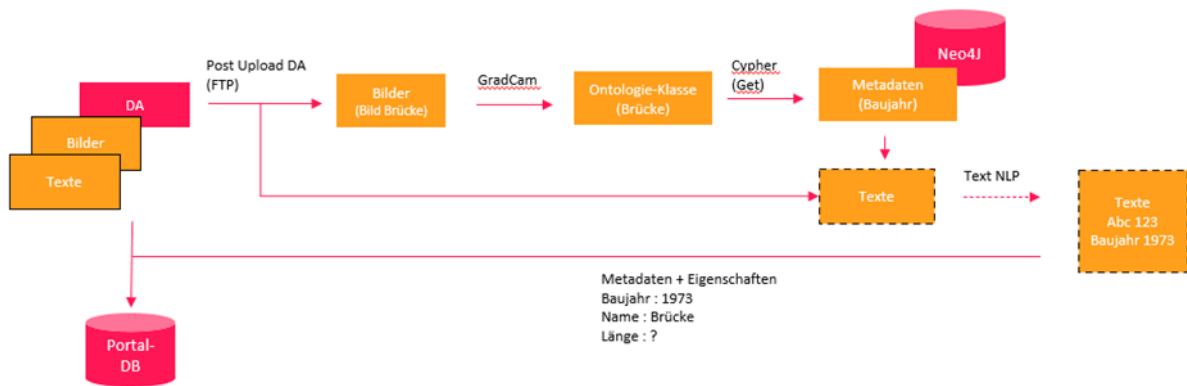 Neo4J
Post Upload DA
(FTP)
GradCam
Cypher
(Get)
DA
Bilder
Texte
Bilder
(Bild Brücke)
Ontologie-Klasse
(Brücke)
Metadaten
(Baujahr)
Texte
Text NLP
Texte
Abc 123
Baujahr 1973
Metadaten + Eigenschaften
Baujahr : 1973
Name : Brücke
Länge : ?
Portal-
DB